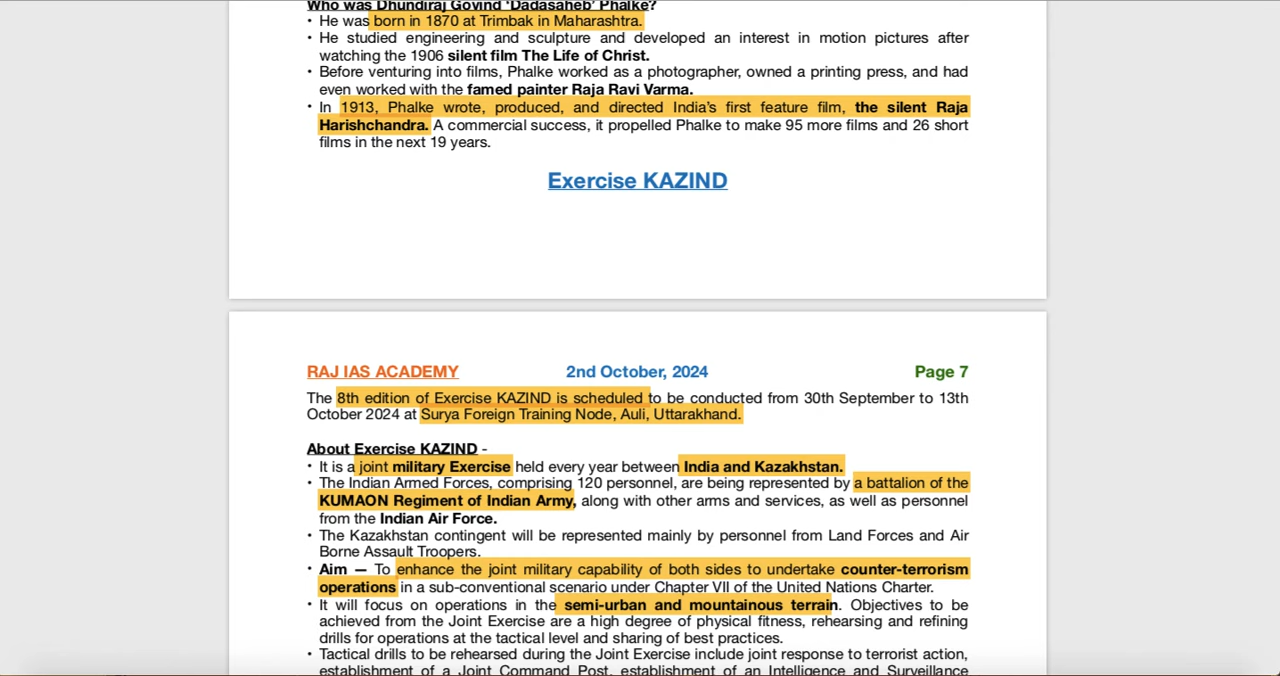 Who was Dhundiraj Govind ‘Dadasaheb’ Phalke?
• He was born in 1870 at Trimbak in Maharashtra.
• He studied engineering and sculpture and developed an interest in motion pictures after
watching the 1906 silent film The Life of Christ.
• Before venturing into films, Phalke worked as a photographer, owned a printing press, and had
even worked with the famed painter Raja Ravi Varma.
• In 1913, Phalke wrote, produced, and directed India’s first feature film, the silent Raja
Harishchandra. A commercial success, it propelled Phalke to make 95 more films and 26 short
films in the next 19 years.
Exercise KAZIND
RAJ IAS ACADEMY 2nd October, 2024 Page 7
The 8th edition of Exercise KAZIND is scheduled to be conducted from 30th September to 13th
October 2024 at Surya Foreign Training Node, Auli, Uttarakhand.
About Exercise KAZIND -
• It is a joint military Exercise held every year between India and Kazakhstan.
• The Indian Armed Forces, comprising 120 personnel, are being represented by a battalion of the
KUMAON Regiment of Indian Army, along with other arms and services, as well as personnel
from the Indian Air Force.
• The Kazakhstan contingent will be represented mainly by personnel from Land Forces and Air
Borne Assault Troopers.
• Aim — To enhance the joint military capability of both sides to undertake counter-terrorism
operations in a sub-conventional scenario under Chapter VII of the United Nations Charter.
• It will focus on operations in the semi-urban and mountainous terrain. Objectives to be
achieved from the Joint Exercise are a high degree of physical fitness, rehearsing and refining
drills for operations at the tactical level and sharing of best practices.
• Tactical drills to be rehearsed during the Joint Exercise include joint response to terrorist action,
establishment of a Joint Command Post, establishment of an Intelligence and Surveillance